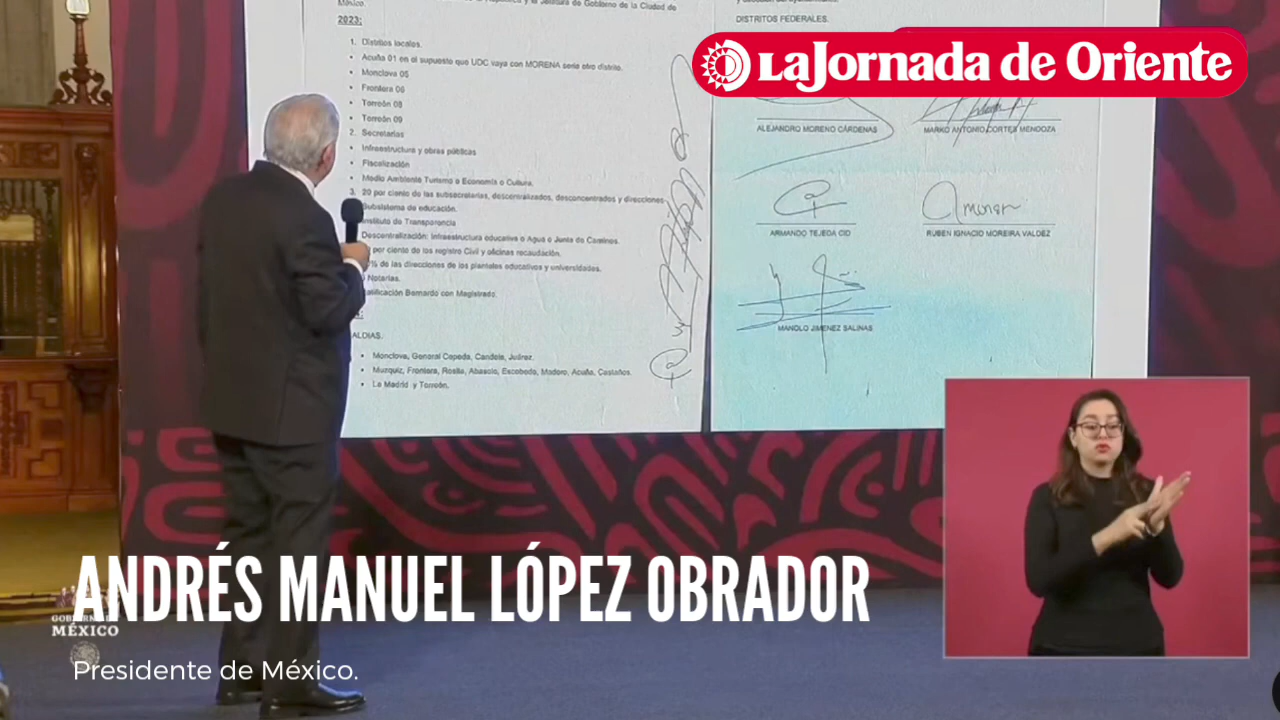 México.
2023:
1. Distritos locales.
• Acuña 01 en el supuesto que UDC vaya con MORENA seria otro distrito.
• Monclova 05
• Frontera 06
• Torreón 08
• Torreón 09
2. Secretarías
• Infraestructura y obras públicas
• Fiscalización
• Medio Ambiente Turismo o Economía o Cultura.
3. 20 por ciento de las subsecretarias, descentralizados, desconcentrados y direcciones
Subsistema de educación.
Instituto de Transparencia
Descentralización: Infraestructura educativa o Agua o Junta de Caminos.
por ciento de los registro Civil y oficinas recaudación.
% de las direcciones de los planteles educativos y universidades.
Notarias.
Bernardo con Magistrado.
ALDIAS.
• Monclova, General Cepeda, Candela, Juárez.
• Muzquiz, Frontera, Rosita, Abasolo, Escobedo, Madero, Acuña, Castaños.
• La Madrid y Torreón.
DISTRITOS FEDERALES.
LaJornada de Oriente
ALEJANDRO MORENO CÁRDENAS
MARKO ANTONIO CORTES MENDOZA
ARMANDO TEJEDA CID
RUBEN IGNACIO MOREIRA VALDEZ
MANOLO JIMENEZ SALINAS
ANDRÉS MANUEL LÓPEZ OBRADOR
MÉXICO
Presidente de México.